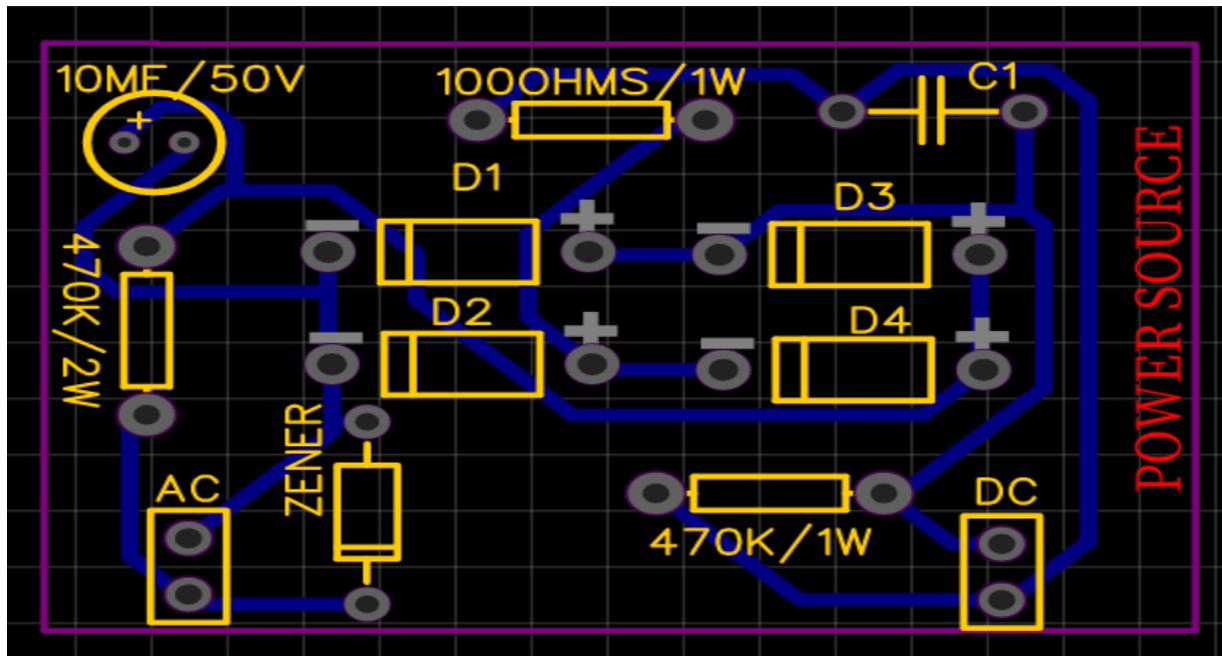 10MF/50V
100OHMS/1W
C1
D1
D3
470K/2W
D2
D4
ZENER
POWER SOURCE
AC
DC
470K/1W